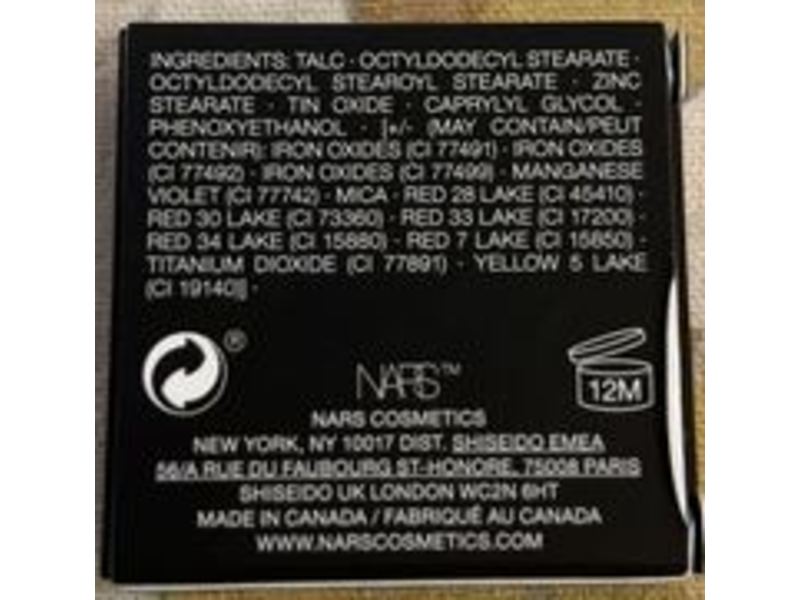 INGREDIENTS: TALC · OCTYLDODECYL STEARATE ·
OCTYLDODECYL STEAROYL STEARATE · ZINC
STEARATE · TIN OXIDE · CAPRYLYL GLYCOL ·
PHENOXYETHANOL · [+/- (MAY CONTAIN/PEUT
CONTENIR): IRON OXIDES (CI 77491) · IRON OXIDES
(CI 77492) · IRON OXIDES (CI 77499) · MANGANESE
VIOLET (CI 77742) · MICA · RED 28 LAKE (CI 45410) ·
RED 30 LAKE (CI 73360) · RED 33 LAKE (CI 17200) ·
RED 34 LAKE (CI 15880) · RED 7 LAKE (CI 15850) ·
TITANIUM DIOXIDE (CI 77891) · YELLOW 5 LAKE
(CI 19140)] ·
®
NARS™
12M
NARS COSMETICS
NEW YORK, NY 10017 DIST. SHISEIDO EMEA
56/A RUE DU FAUBOURG ST-HONORE, 75008 PARIS
SHISEIDO UK LONDON WC2N 6HT
MADE IN CANADA / FABRIQUÉ AU CANADA
WWW.NARSCOSMETICS.COM